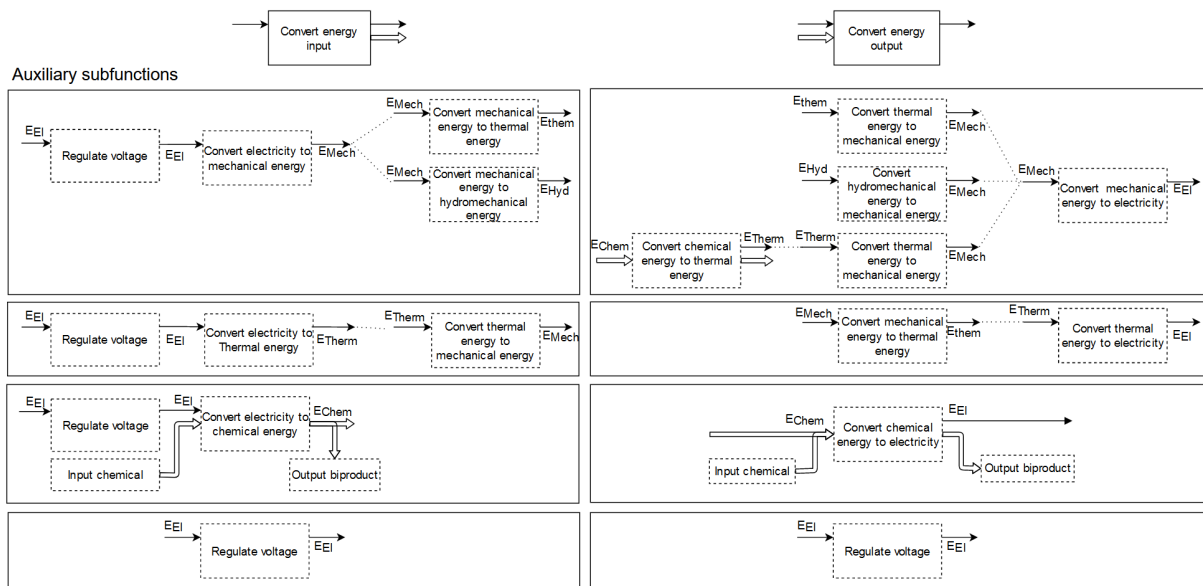 Convert energy
input
Convert energy
output
Auxiliary subfunctions
EEl
Regulate voltage
EEl
Convert electricity to
mechanical energy
EMech
EMech
Convert mechanical
energy to thermal
energy
Ethem
EMech
Convert mechanical
energy to
hydromechanical
energy
EHyd
Ethem
Convert thermal
energy to
mechanical energy
EMech
EHyd
Convert
hydromechanical
energy to
mechanical energy
EMech
EChem
Convert chemical
energy to thermal
energy
ETherm
ETherm
Convert thermal
energy to
mechanical energy
EMech
EMech
Convert mechanical
energy to electricity
EEl
EEl
Regulate voltage
EEl
Convert electricity to
Thermal energy
ETherm
ETherm
Convert thermal
energy to
mechanical energy
EMech
EMech
Convert mechanical
energy to thermal
energy
Ethem
ETherm
Convert thermal
energy to electricity
EEl
EEl
Regulate voltage
EEl
Convert electricity to
chemical energy
EChem
Input chemical
Output biproduct
EChem
Convert chemical
energy to electricity
EEl
Input chemical
Output biproduct
EEl
Regulate voltage
EEl
EEl
Regulate voltage
EEl